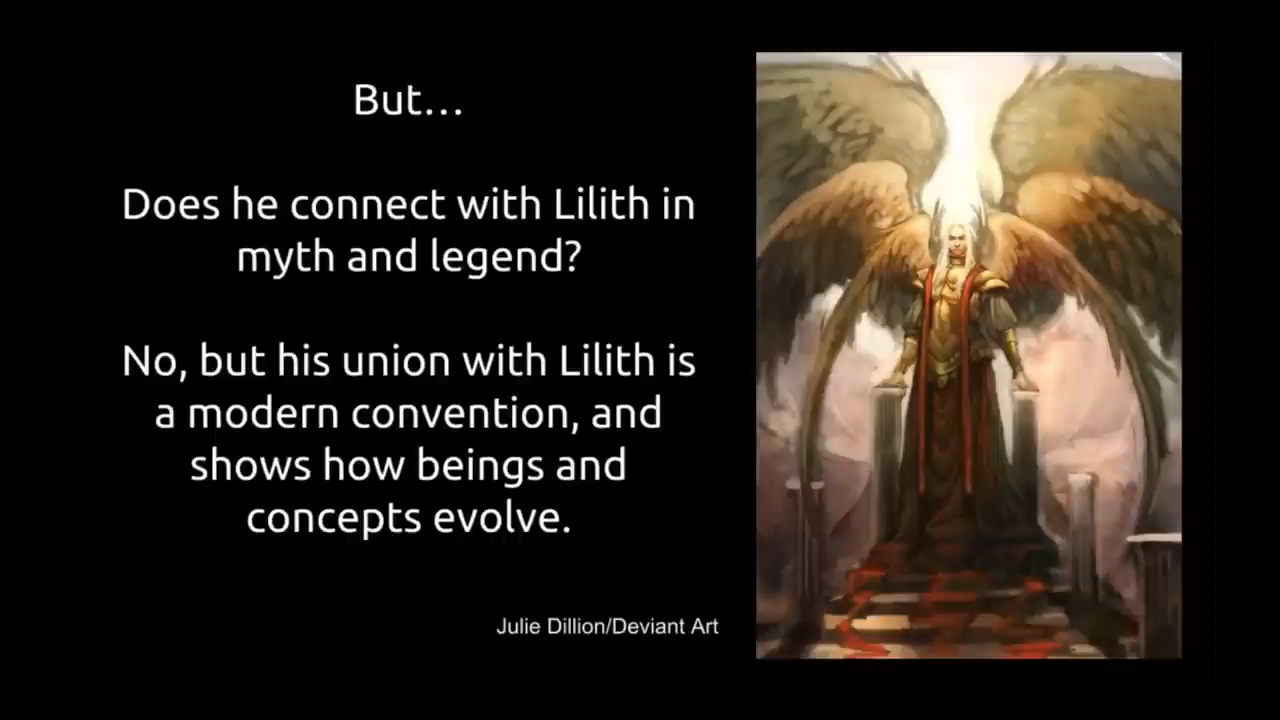 But...
Does he connect with Lilith in
myth and legend?
No, but his union with Lilith is
a modern convention, and
shows how beings and
concepts evolve.
Julie Dillion/Deviant Art